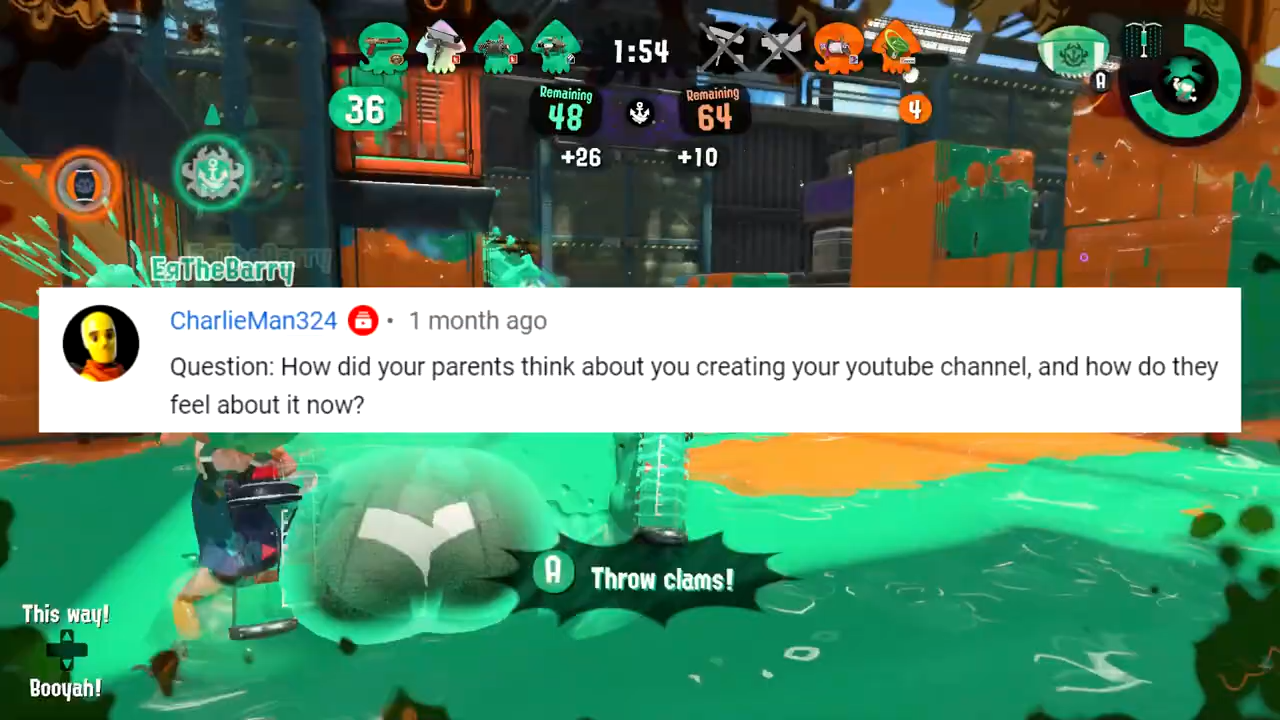 1:54
36
Remaining
48
Remaining
64
4
A
+26
+10
EgTheBarry
CharlieMan324 • 1 month ago
Question: How did your parents think about you creating your youtube channel, and how do they
feel about it now?
A Throw clams!
This way!
Booyah!